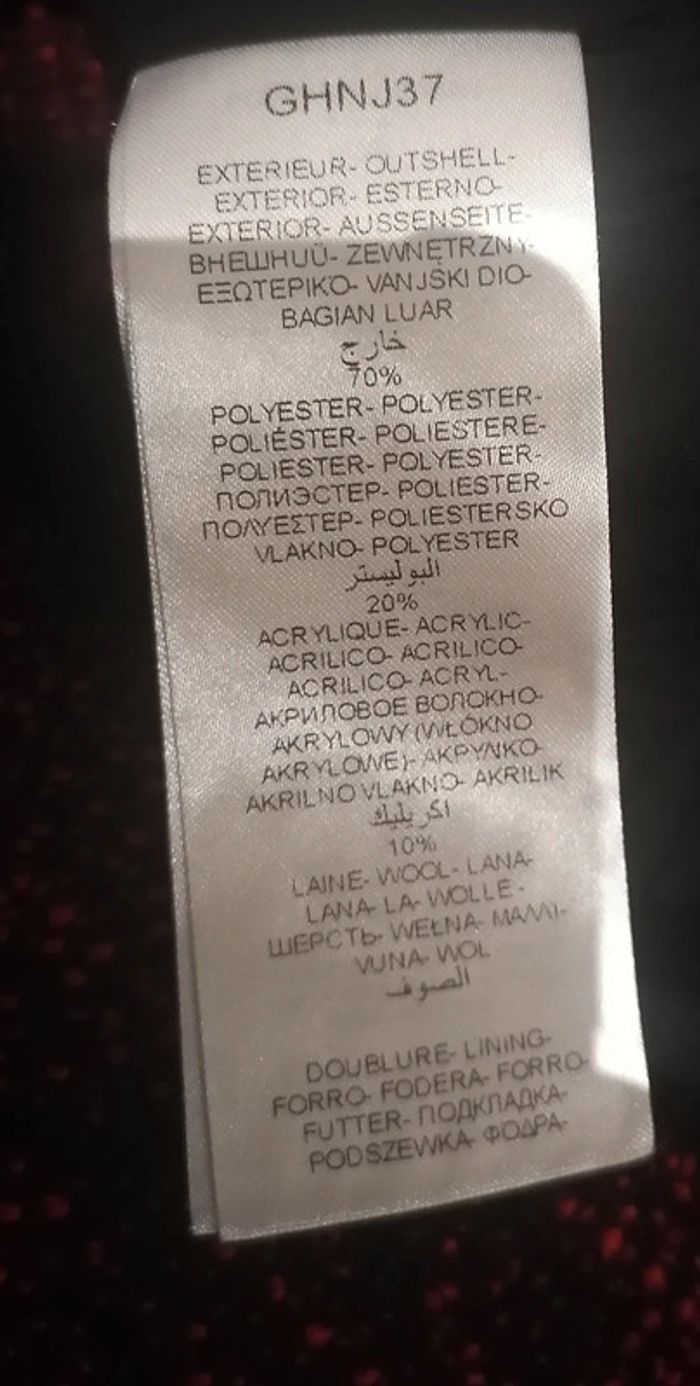 GHNJ37
EXTERIEUR- OUTSHELL-
EXTERIOR- ESTERNO-
EXTERIOR- AUSSENSEITE-
ВНЕШНИЙ- ZEWNĘTRZNY-
ΕΞΩΤΕΡΙΚΌ- VANJŠKI DIO-
BAGIAN LUAR
خارج
70%
POLYESTER- POLYESTER-
POLIÉSTER- POLIESTERE-
POLIESTER- POLYESTER-
ПОЛИЭСТЕР- POLIESTER-
ΠΟΛΥΕΣΤΕΡ- POLIESTERSKO
VLAKNO- POLYESTER
البوليستر
20%
ACRYLIQUE- ACRYLIC-
ACRILICO- ACRILICO-
ACRILICO- ACRYL-
АКРИЛОВОЕ ВОЛОКНО-
AKRYLOWY (WŁÓKNO
AKRYLOWE)- ΑΚΡΥΛΙΚΟ-
AKRILNO VLAKNO- AKRILIK
اكريليك
10%
LAINE- WOOL- LANA-
LANA- LA- WOLLE-
ШЕРСТЬ- WEŁNA- ΜΑΛΛΙ-
VUNA- WOL
الصوف
DOUBLURE- LINING-
FORRO- FODERA- FORRO-
FUTTER- ПОДКЛАДКА-
PODSZEWKA- ΦΟΔΡΑ-